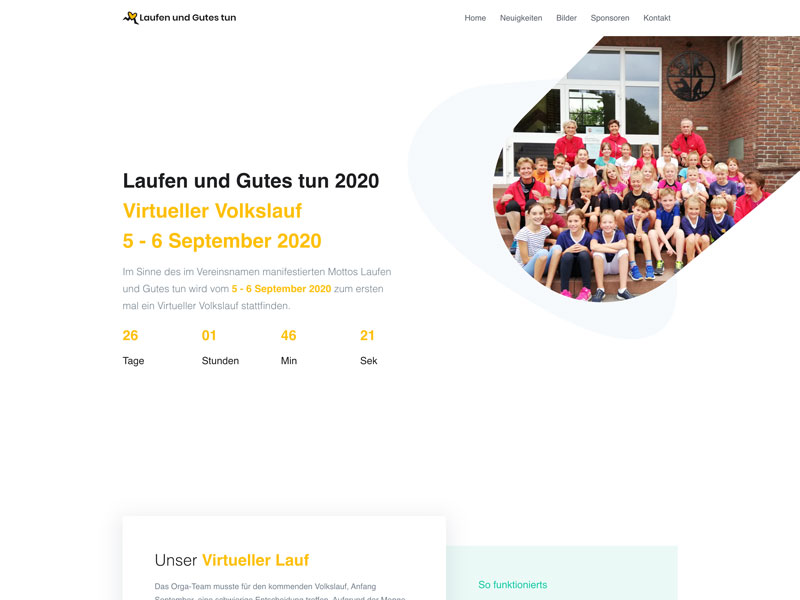 Laufen und Gutes tun
Home Neuigkeiten Bilder Sponsoren Kontakt
Laufen und Gutes tun 2020
Virtueller Volkslauf
5 - 6 September 2020
Im Sinne des im Vereinsnamen manifestierten Mottos Laufen
und Gutes tun wird vom 5 - 6 September 2020 zum ersten
mal ein Virtueller Volkslauf stattfinden.
26 01 46 21
Tage Stunden Min Sek
Unser Virtueller Lauf
So funktionierts
Das Orga-Team musste für den kommenden Volkslauf, Anfang
September, eine schwierige Entscheidung treffen. Aufgrund der Menge